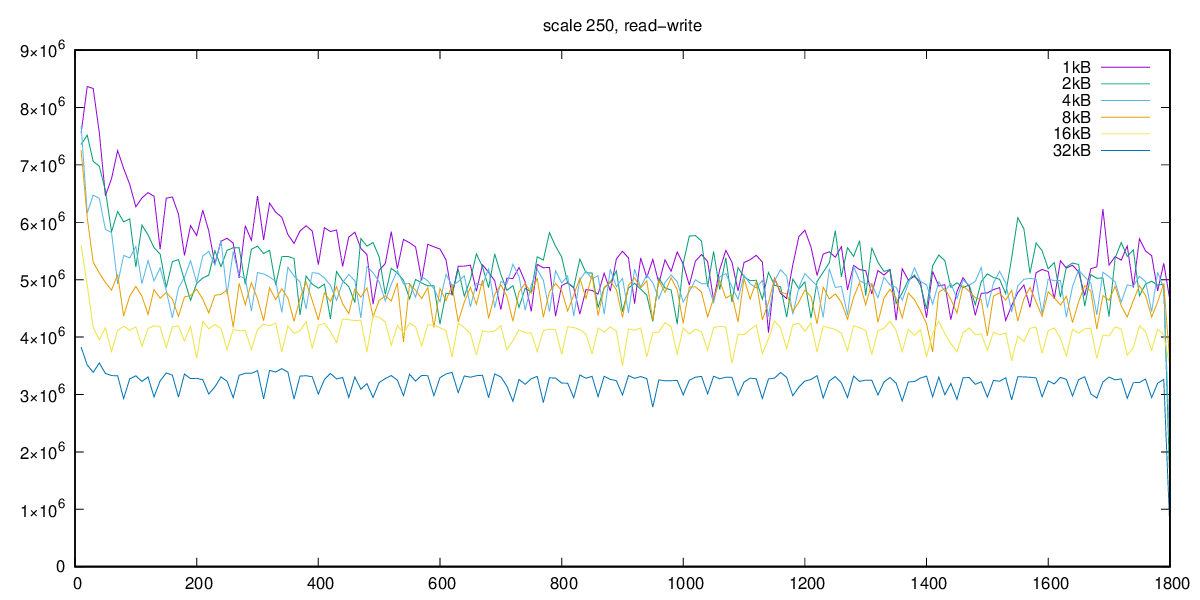 scale 250, read−write
9×10⁶
8×10⁶
7×10⁶
6×10⁶
5×10⁶
4×10⁶
3×10⁶
2×10⁶
1×10⁶
0
1kB
2kB
4kB
8kB
16kB
32kB
0 200 400 600 800 1000 1200 1400 1600 1800